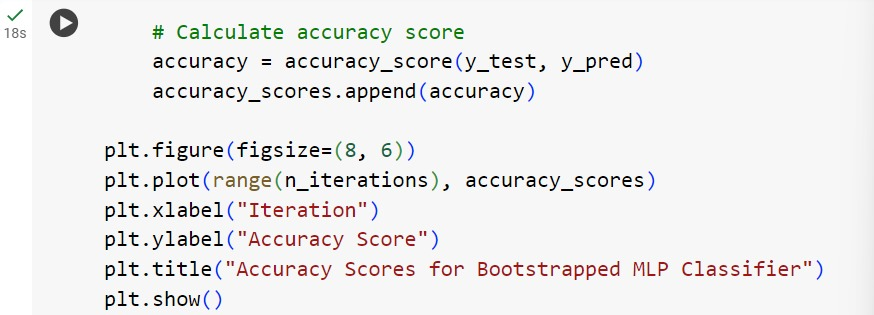 18s
# Calculate accuracy score
accuracy = accuracy_score(y_test, y_pred)
accuracy_scores.append(accuracy)
plt.figure(figsize=(8, 6))
plt.plot(range(n_iterations), accuracy_scores)
plt.xlabel("Iteration")
plt.ylabel("Accuracy Score")
plt.title("Accuracy Scores for Bootstrapped MLP Classifier")
plt.show()